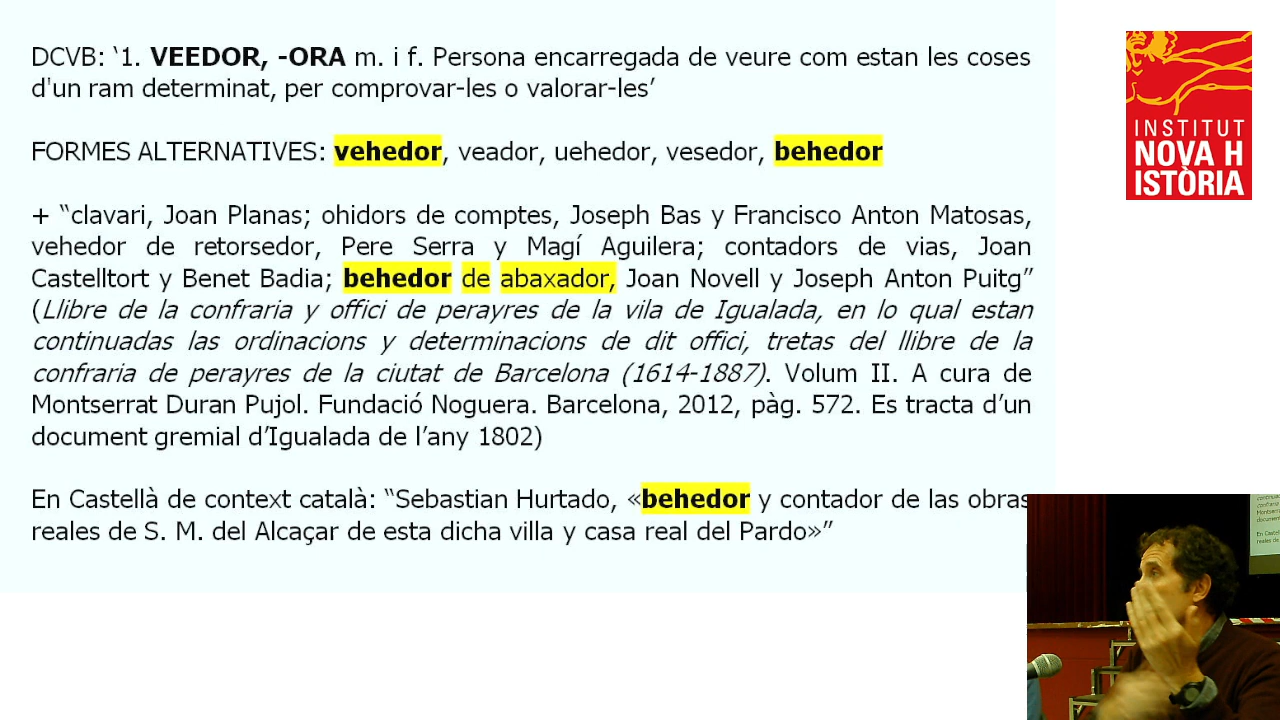 DCVB: ‘1. VEEDOR, -ORA m. i f. Persona encarregada de veure com estan les coses
d'un ram determinat, per comprovar-les o valorar-les’
FORMES ALTERNATIVES: vehedor, veador, uehedor, vesedor, behedor
+ “clavari, Joan Planas; ohidors de comptes, Joseph Bas y Francisco Anton Matosas,
vehedor de retorsedor, Pere Serra y Magí Aguilera; contadors de vias, Joan
Castelltort y Benet Badia; behedor de abaxador, Joan Novell y Joseph Anton Puitg”
(Llibre de la confraria y offici de perayres de la vila de Igualada, en lo qual estan
continuadas las ordinacions y determinacions de dit offici, tretas del llibre de la
confraria de perayres de la ciutat de Barcelona (1614-1887). Volum II. A cura de
Montserrat Duran Pujol. Fundació Noguera. Barcelona, 2012, pàg. 572. Es tracta d’un
document gremial d’Igualada de l’any 1802)
En Castellà de context català: “Sebastian Hurtado, «behedor y contador de las obras
reales de S. M. del Alcaçar de esta dicha villa y casa real del Pardo»”
INSTITUT
NOVA H
ISTÒRIA